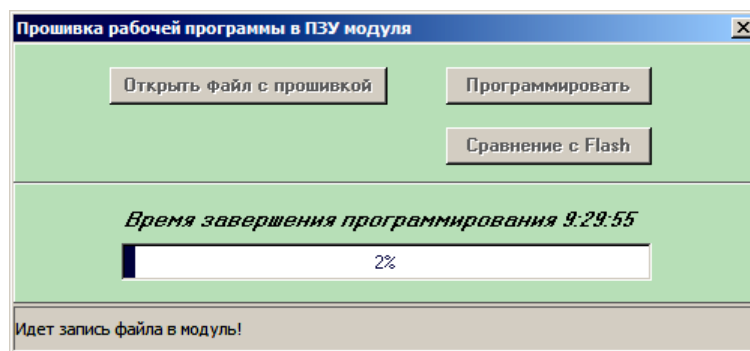 Прошивка рабочей программы в ПЗУ модуля
Открыть файл с прошивкой
Программировать
Сравнение с Flash
Время завершения программирования 9:29:55
2%
Идет запись файла в модуль!